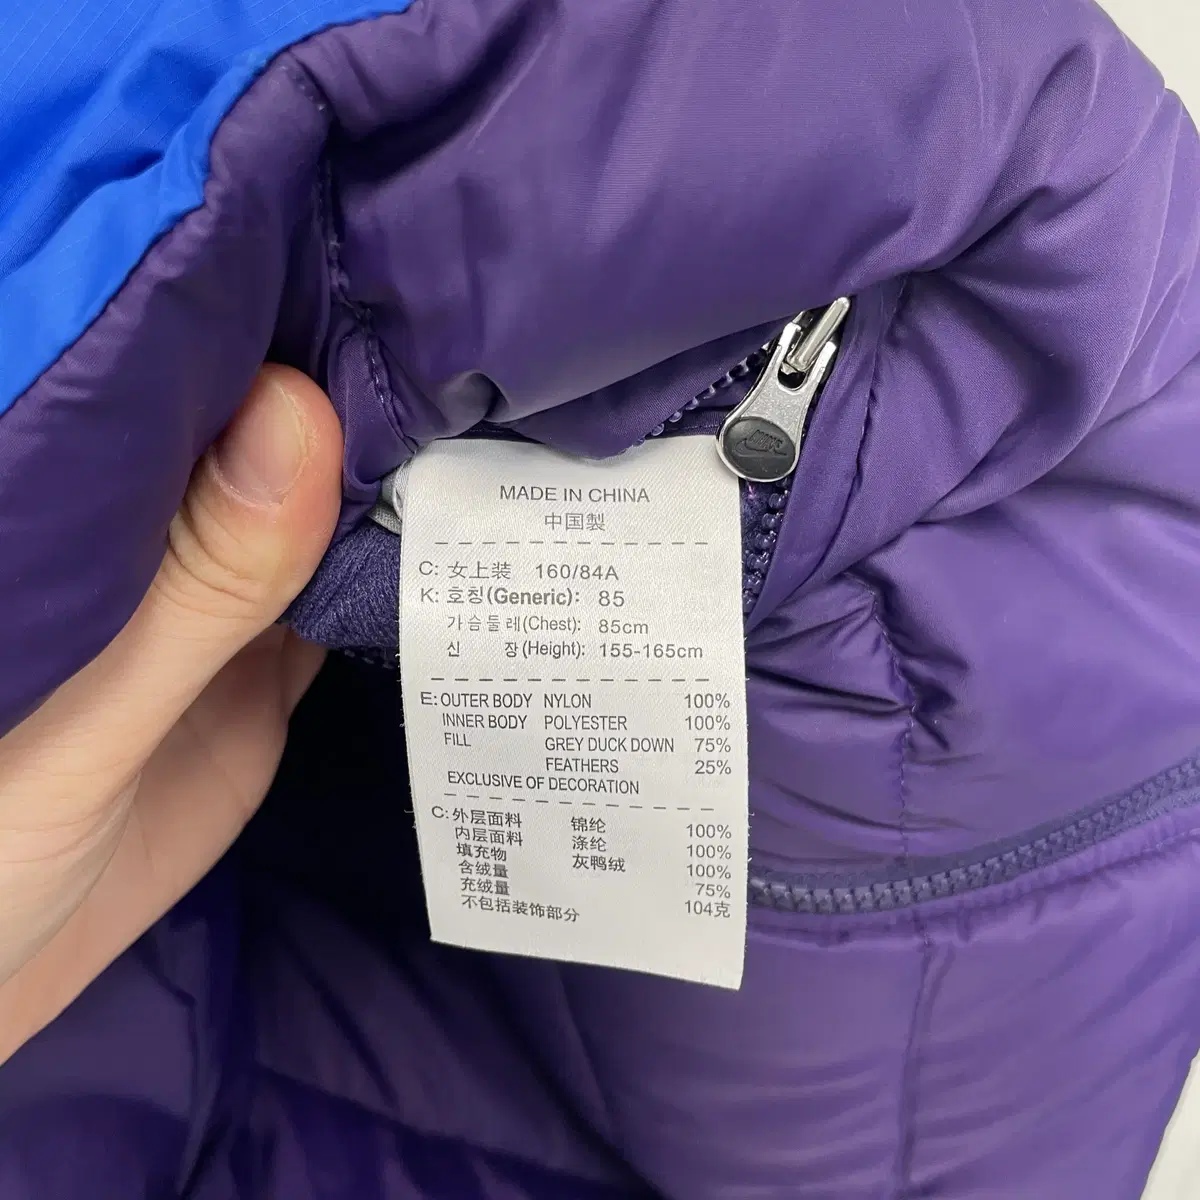 NIKE
MADE IN CHINA
中国製
C: 女上装 160/84A
K: 호칭(Generic): 85
가슴둘레(Chest): 85cm
신 장(Height): 155-165cm
E: OUTER BODY NYLON 100%
INNER BODY POLYESTER 100%
FILL GREY DUCK DOWN 75%
FEATHERS 25%
EXCLUSIVE OF DECORATION
C: 外层面料 锦纶 100%
内层面料 涤纶 100%
填充物 灰鸭绒 100%
含绒量 75%
充绒量 104克
不包括装饰部分